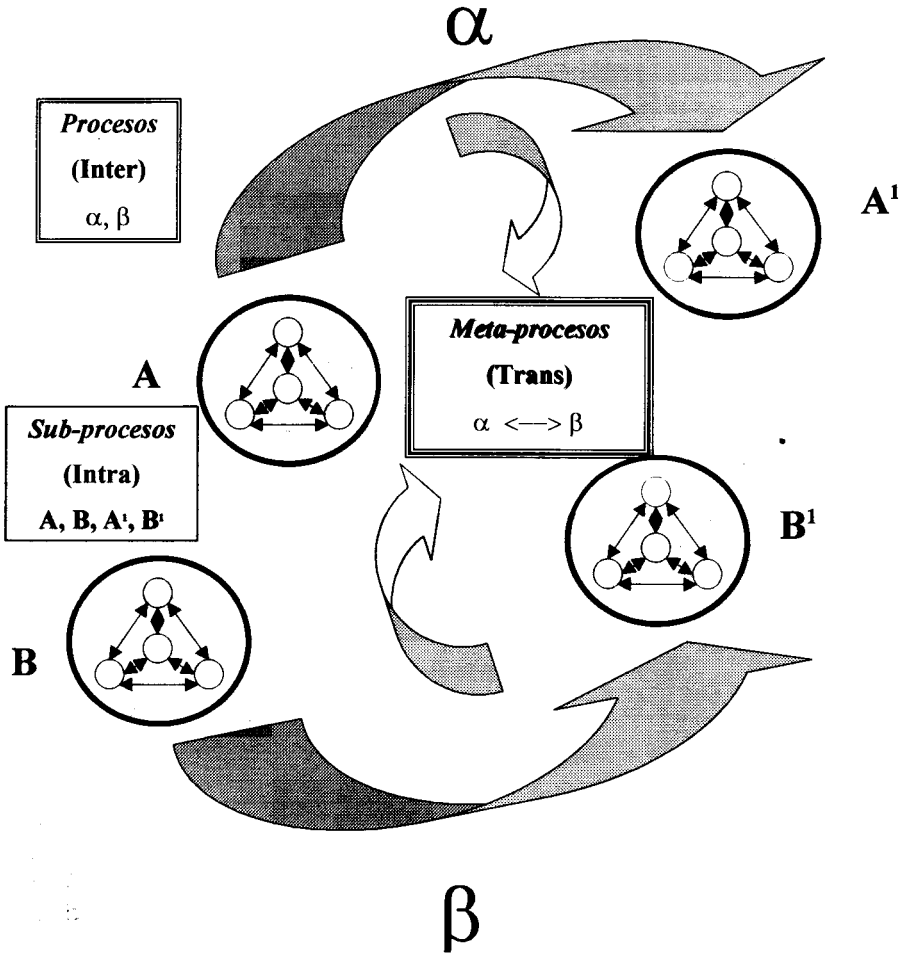 α
Procesos
(Inter)
α, β
A¹
Meta-procesos
(Trans)
α <--> β
A
Sub-procesos
(Intra)
A, B, A¹, B¹
B¹
B
β